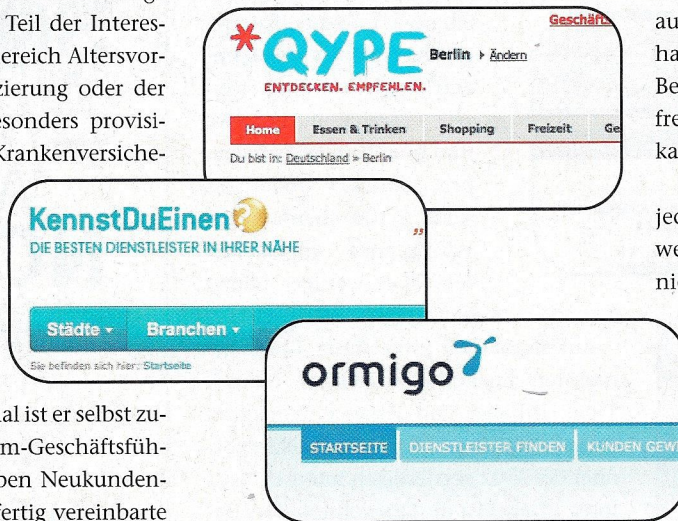 Teil der Interes-
ereich Altersvor-
zierung oder der
esonders provisi-
Krankenversiche-
*QYPE
ENTDECKEN. EMPFEHLEN.
Berlin Ändern
Geschäft
Home Essen & Trinken Shopping Freizeit Ge
Du bist in: Deutschland » Berlin
KennstDuEinen?
DIE BESTEN DIENSTLEISTER IN IHRER NÄHE
Städte Branchen
Sie befinden sich hier: Startseite
ormigo
STARTSEITE DIENSTLEISTER FINDEN KUNDEN GEW
al ist er selbst zu-
m-Geschäftsfüh-
ben Neukunden-
fertig vereinbarte
au
ha
Be
fre
ka
jed
we
nic